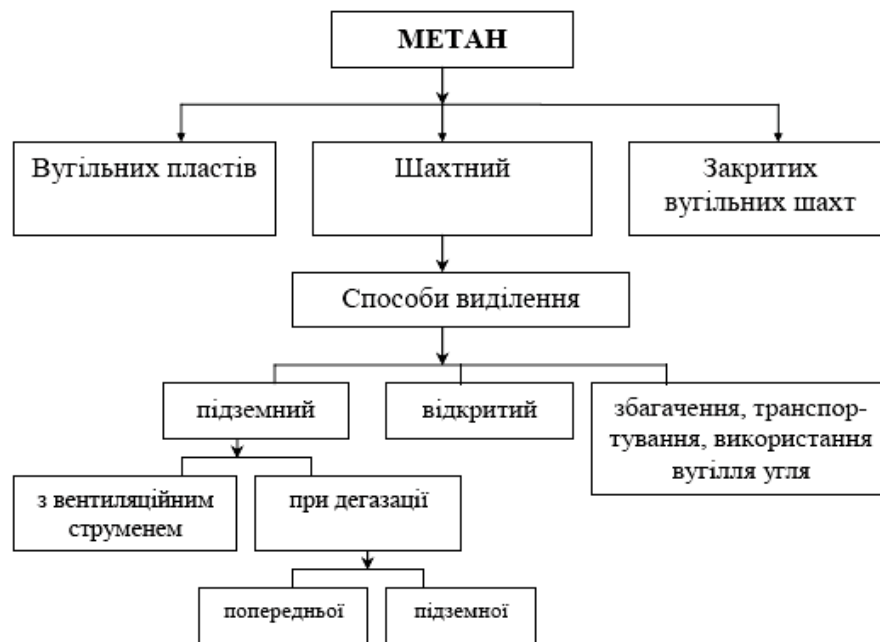 МЕТАН
Вугільних пластів
Шахтний
Закритих
вугільних шахт
Способи виділення
підземний
відкритий
збагачення, транспор-
тування, використання
вугілля угля
з вентиляційним
струменем
при дегазації
попередньої
підземної